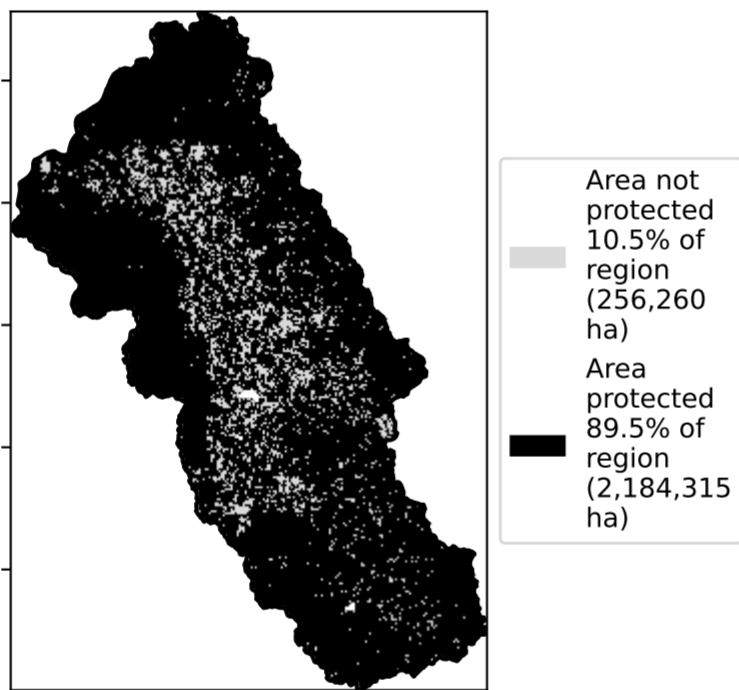 Area not
protected
10.5% of
region
(256,260
ha)
Area
protected
89.5% of
region
(2,184,315
ha)